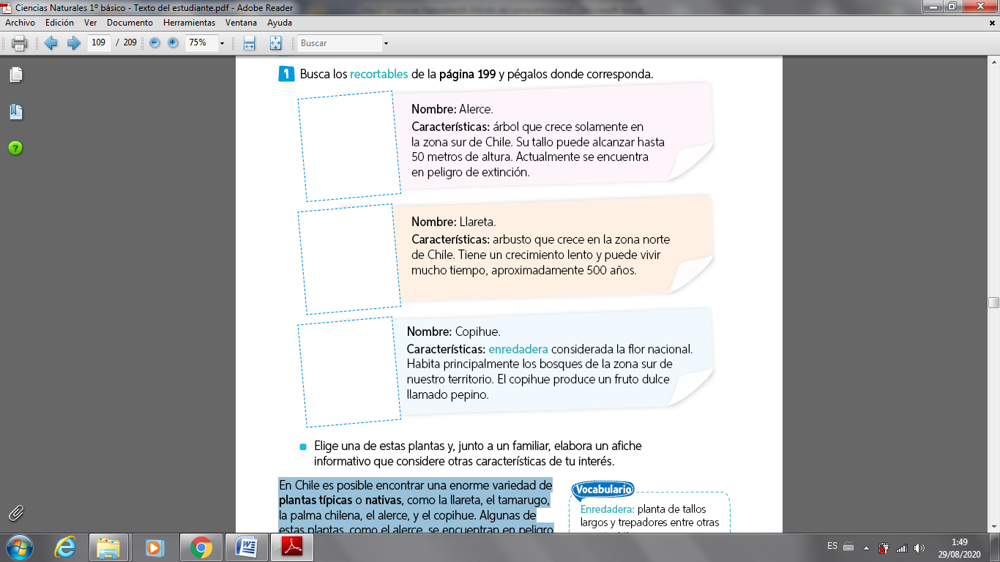 Ciencias Naturales 1º básico - Texto del estudiante.pdf - Adobe Reader
Archivo Edición Ver Documento Herramientas Ventana Ayuda
109 / 209 75% Buscar
1 Busca los recortables de la página 199 y pégalos donde corresponda.
Nombre: Alerce.
Características: árbol que crece solamente en
la zona sur de Chile. Su tallo puede alcanzar hasta
50 metros de altura. Actualmente se encuentra
en peligro de extinción.
Nombre: Llareta.
Características: arbusto que crece en la zona norte
de Chile. Tiene un crecimiento lento y puede vivir
mucho tiempo, aproximadamente 500 años.
Nombre: Copihue.
Características: enredadera considerada la flor nacional.
Habita principalmente los bosques de la zona sur de
nuestro territorio. El copihue produce un fruto dulce
llamado pepino.
Elige una de estas plantas y, junto a un familiar, elabora un afiche
informativo que considere otras características de tu interés.
En Chile es posible encontrar una enorme variedad de
plantas típicas o nativas, como la llareta, el tamarugo,
la palma chilena, el alerce, y el copihue. Algunas de
estas plantas, como el alerce, se encuentran en peligro
Vocabulario
Enredadera: planta de tallos
largos y trepadores entre otras
ES 1:49
29/08/2020